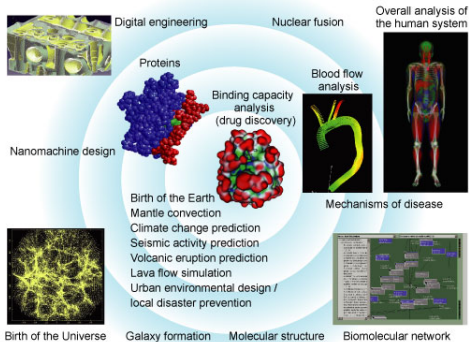 Digital engineering
Nuclear fusion
Overall analysis of
the human system
Proteins
Binding capacity
analysis
(drug discovery)
Blood flow
analysis
Nanomachine design
Mechanisms of disease
Birth of the Earth
Mantle convection
Climate change prediction
Seismic activity prediction
Volcanic eruption prediction
Lava flow simulation
Urban environmental design /
local disaster prevention
Birth of the Universe
Galaxy formation
Molecular structure
Biomolecular network